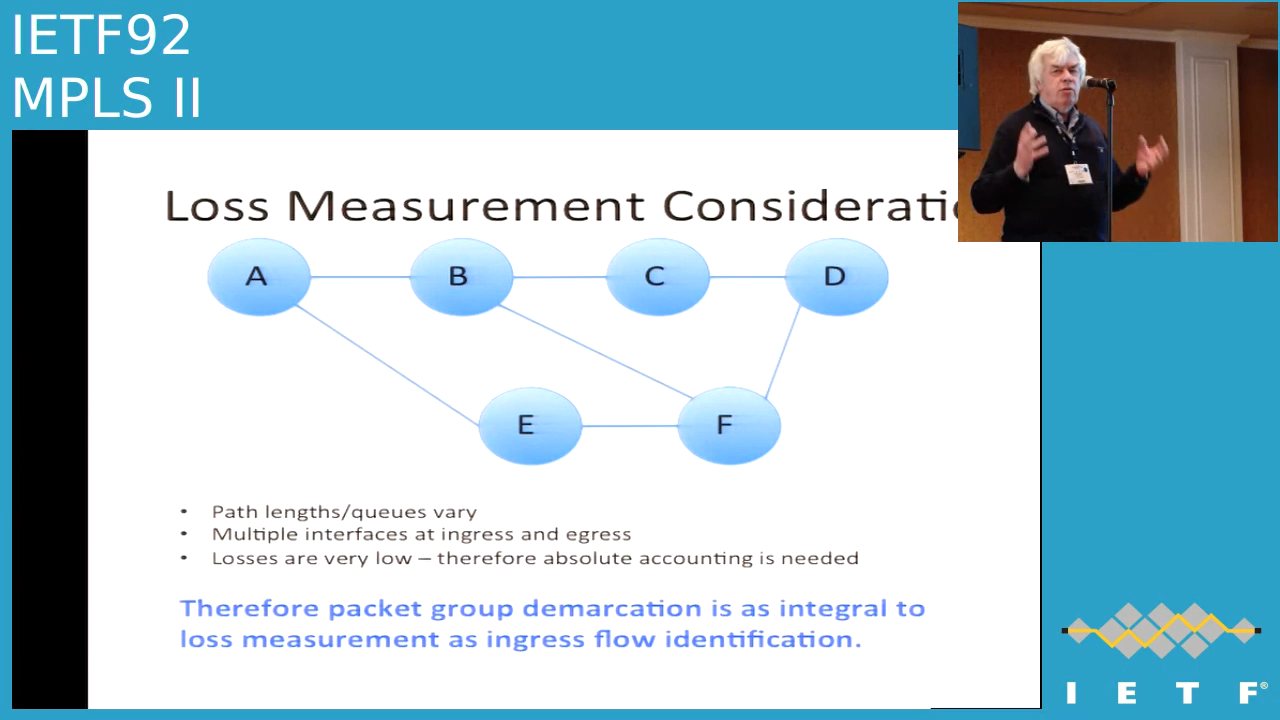 IETF92
MPLS II
Loss Measurement Considerati
A
B
C
D
E
F
• Path lengths/queues vary
• Multiple interfaces at ingress and egress
• Losses are very low – therefore absolute accounting is needed
Therefore packet group demarcation is as integral to
loss measurement as ingress flow identification.
I E T F®